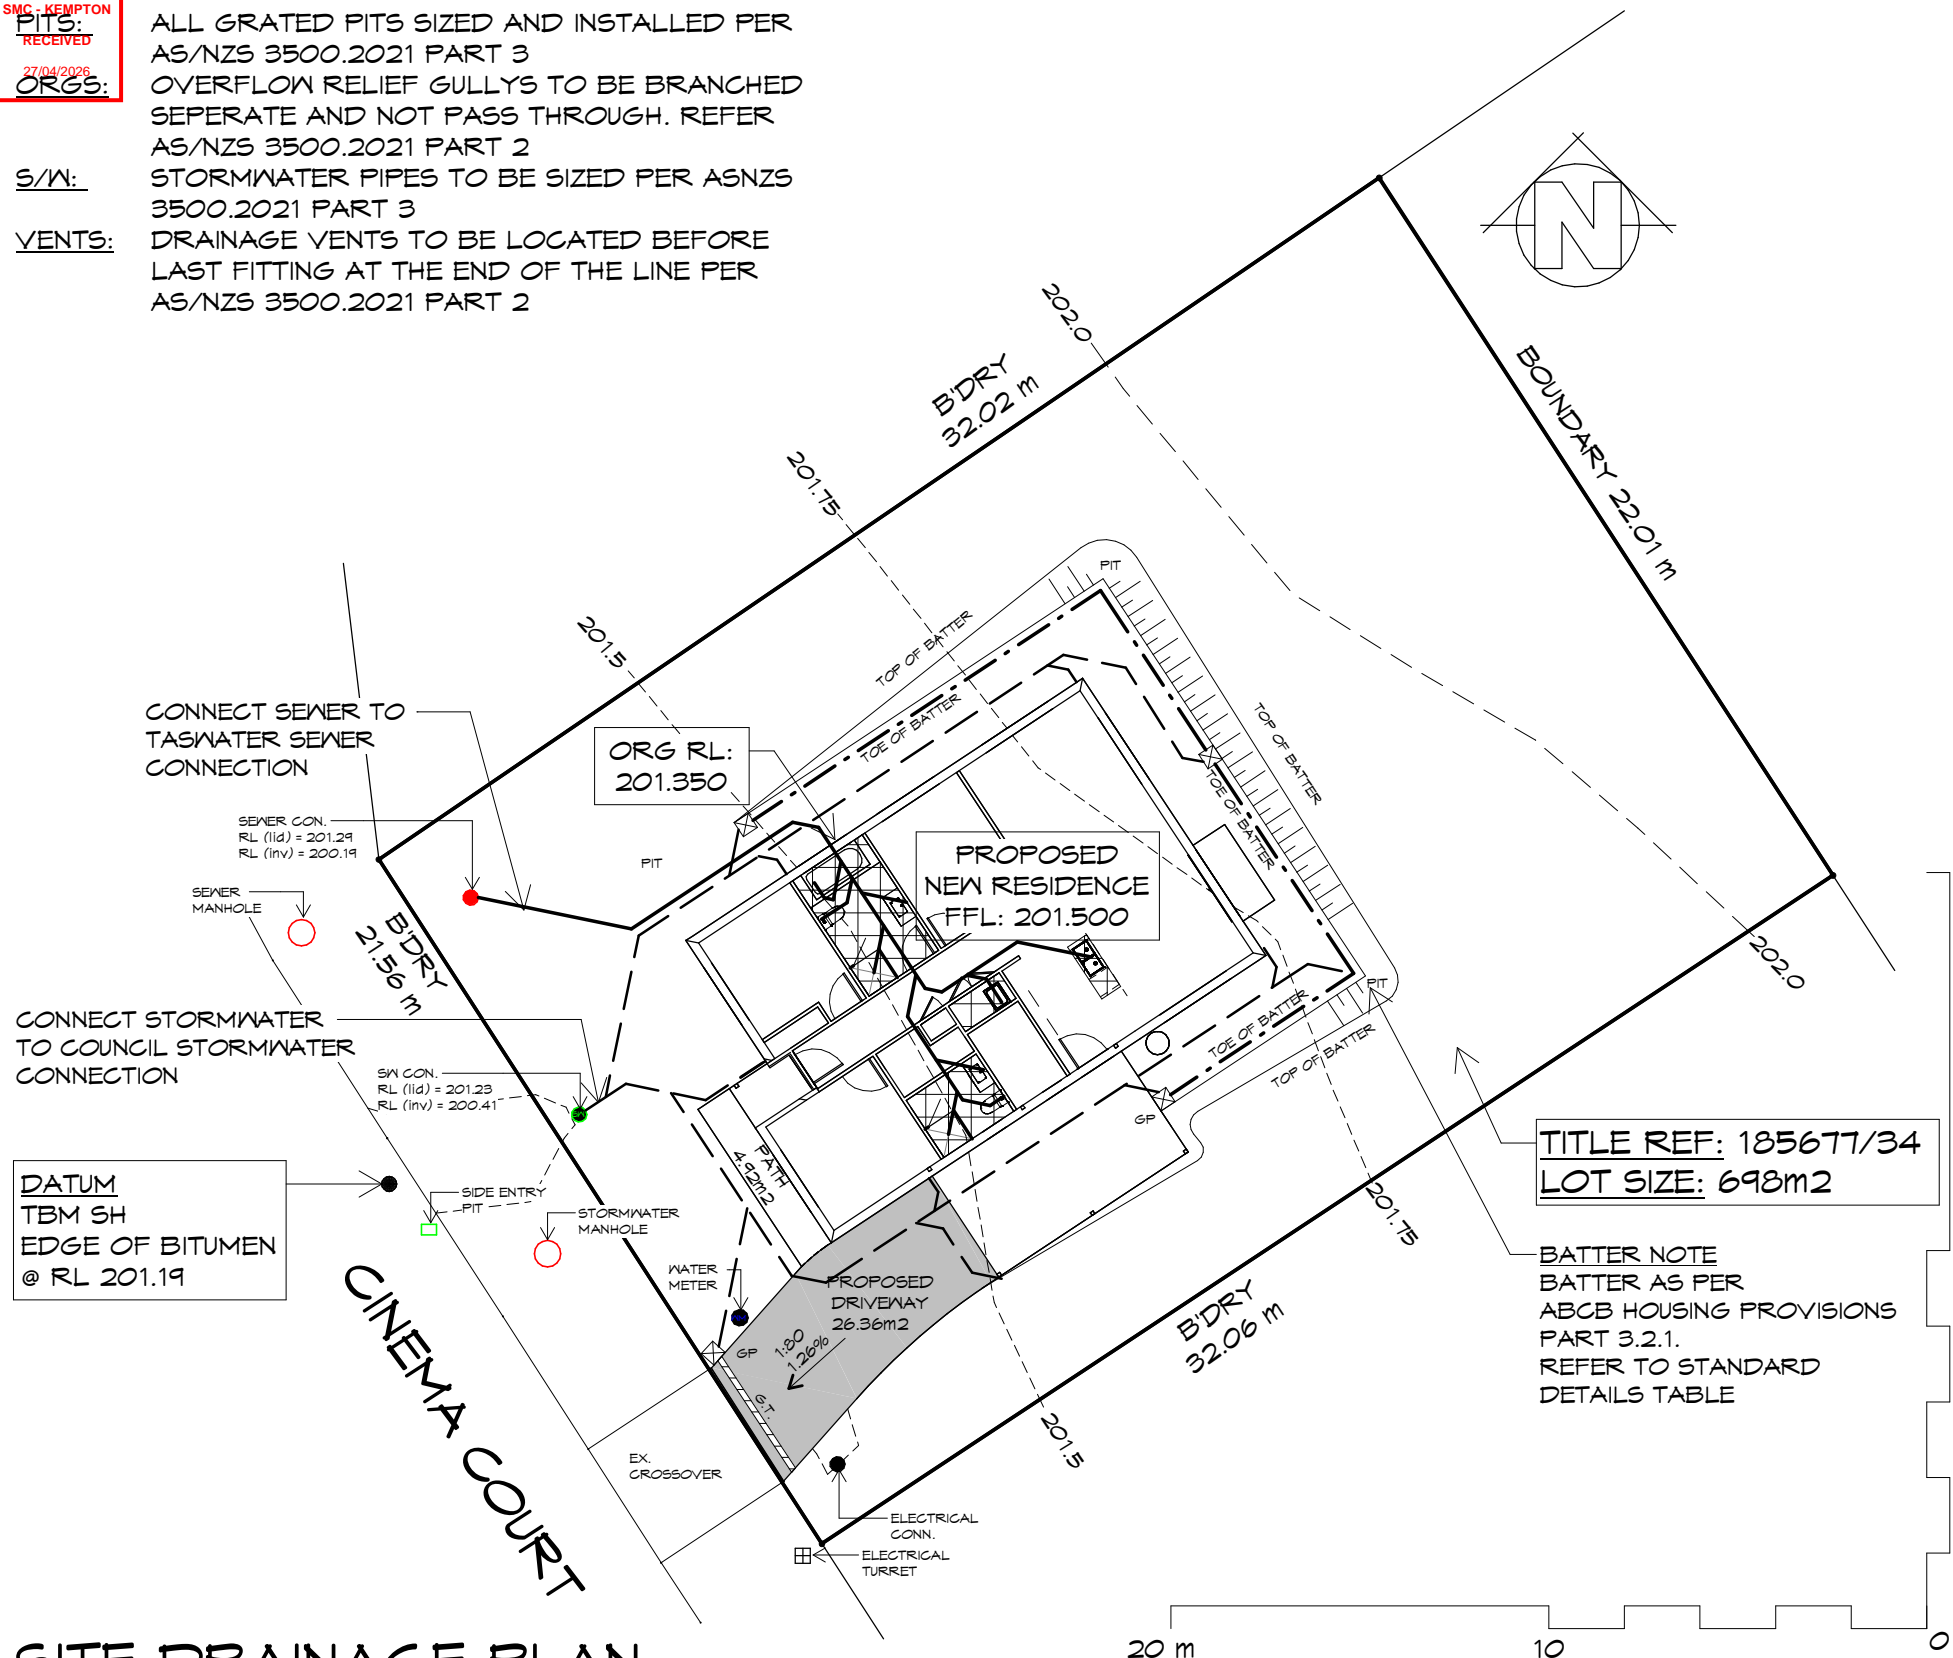 SMC - KEMPTON
RECEIVED
27/04/2026
PITS: ALL GRATED PITS SIZED AND INSTALLED PER
AS/NZS 3500.2021 PART 3
ORGS: OVERFLOW RELIEF GULLYS TO BE BRANCHED
SEPERATE AND NOT PASS THROUGH. REFER
AS/NZS 3500.2021 PART 2
S/W: STORMWATER PIPES TO BE SIZED PER ASNZS
3500.2021 PART 3
VENTS: DRAINAGE VENTS TO BE LOCATED BEFORE
LAST FITTING AT THE END OF THE LINE PER
AS/NZS 3500.2021 PART 2
N
202.0
B'DRY
32.02 m
BOUNDARY 22.01 m
201.75
PIT
201.5
TOP OF BATTER
TOE OF BATTER
TOP OF BATTER
TOE OF BATTER
CONNECT SEWER TO
TASWATER SEWER
CONNECTION
ORG RL:
201.350
SEWER CON.
RL (lid) = 201.29
RL (inv) = 200.19
PIT
SEWER
MANHOLE
PROPOSED
NEW RESIDENCE
FFL: 201.500
B'DRY
21.56 m
202.0
PIT
TOE OF BATTER
TOP OF BATTER
CONNECT STORMWATER
TO COUNCIL STORMWATER
CONNECTION
SW CON.
RL (lid) = 201.23
RL (inv) = 200.41
GP
TITLE REF: 185677/34
LOT SIZE: 698m2
PATH
4.92m2
DATUM
TBM SH
EDGE OF BITUMEN
@ RL 201.19
SIDE ENTRY
PIT
STORMWATER
MANHOLE
201.75
WATER
METER
PROPOSED
DRIVEWAY
26.36m2
1:80
1.26%
GP
G.T.
B'DRY
32.06 m
BATTER NOTE
BATTER AS PER
ABCB HOUSING PROVISIONS
PART 3.2.1.
REFER TO STANDARD
DETAILS TABLE
CINEMA COURT
201.5
EX.
CROSSOVER
ELECTRICAL
CONN.
ELECTRICAL
TURRET
SITE DRAINAGE PLAN
20 m
10
0